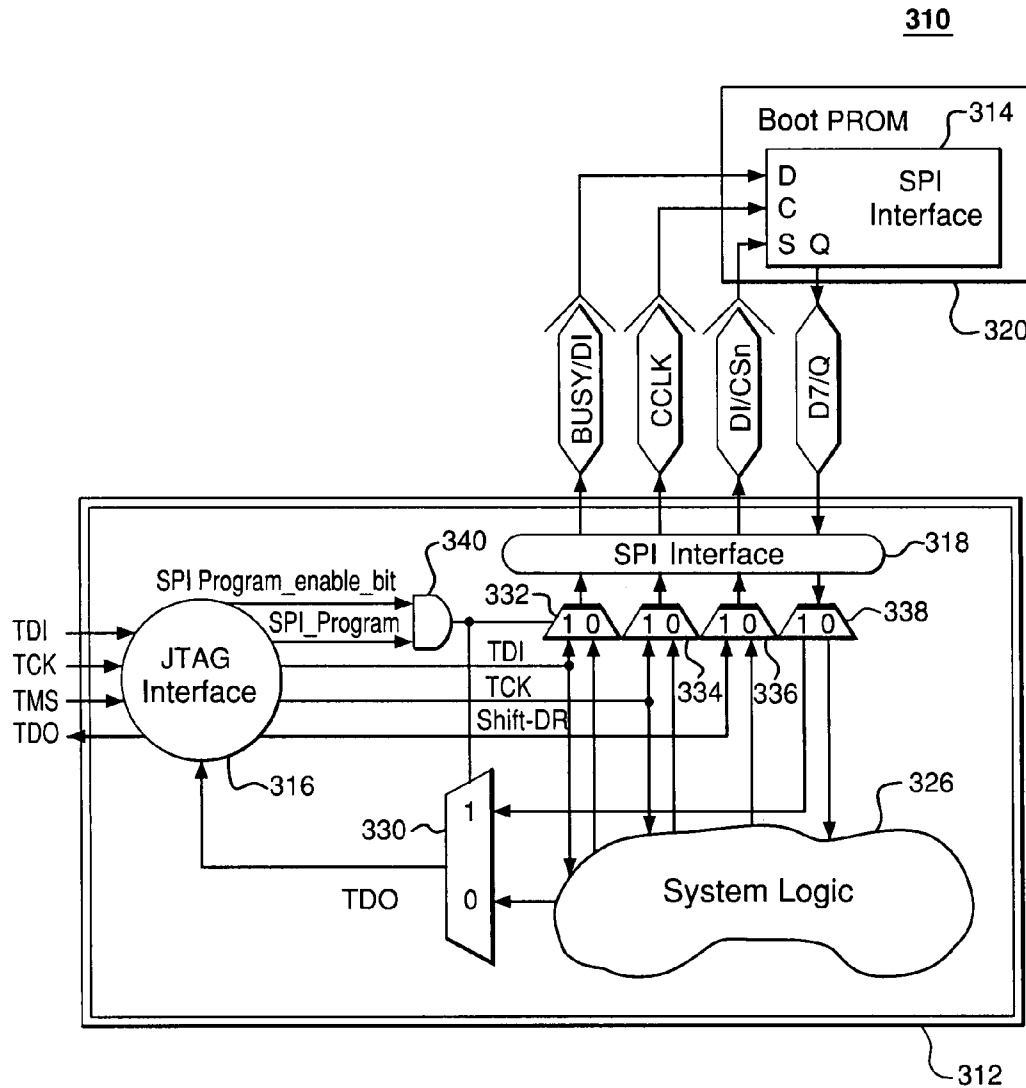 310
Boot PROM
314
D
SPI
Interface
C
S Q
320
BUSY/DI
CCLK
DI/CSn
D7/Q
340
SPI Interface
318
SPI Program_enable_bit
332
338
1 0
1 0
1 0
1 0
SPI_Program
TDI
TCK
TMS
TDO
JTAG
Interface
TDI
TCK
334
336
Shift-DR
316
330
1
0
TDO
326
System Logic
312